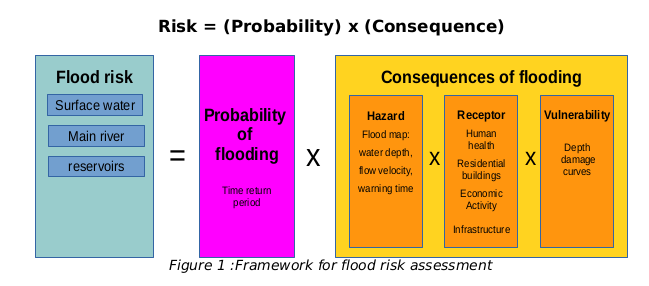 Risk = (Probability) x (Consequence)
Flood risk
Surface water
Main river
reservoirs
=
Probability
of
flooding
Time return
period
X
Consequences of flooding
Hazard
Flood map:
water depth,
flow velocity,
warning time
X
Receptor
Human
health
Residential
buildings
Economic
Activity
Infrastructure
X
Vulnerability
Depth
damage
curves
Figure 1 :Framework for flood risk assessment